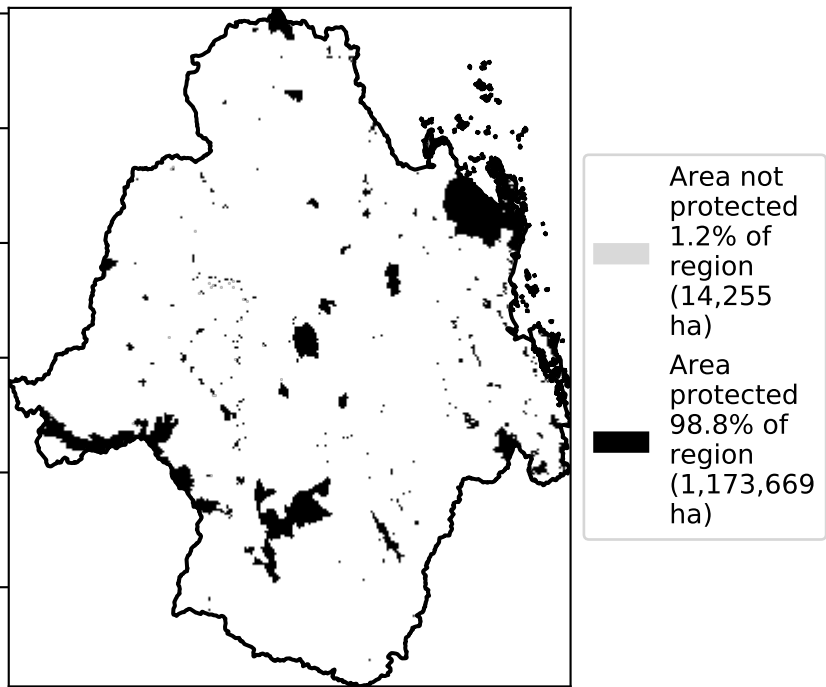 Area not
protected
1.2% of
region
(14,255
ha)
Area
protected
98.8% of
region
(1,173,669
ha)